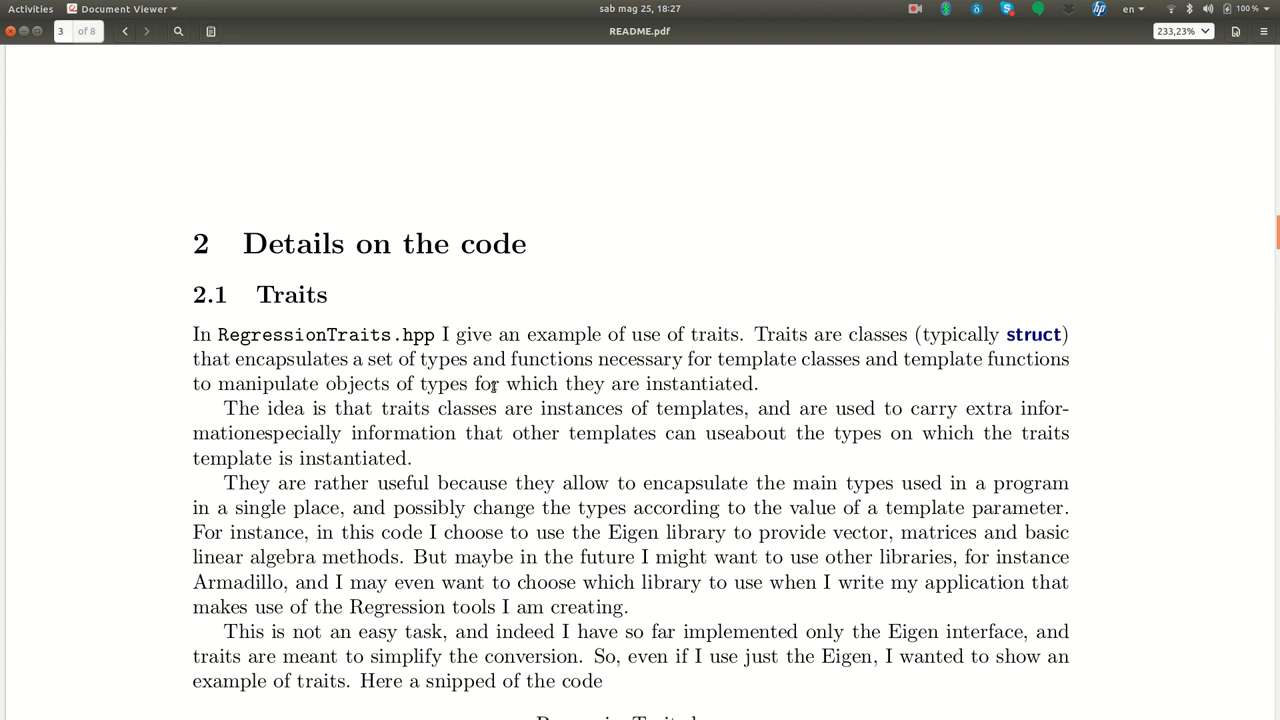 Activities Document Viewer sab mag 25, 18:27 en 100 %
3 of 8 README.pdf 233,23%
2 Details on the code
2.1 Traits
In RegressionTraits.hpp I give an example of use of traits. Traits are classes (typically struct)
that encapsulates a set of types and functions necessary for template classes and template functions
to manipulate objects of types for which they are instantiated.
The idea is that traits classes are instances of templates, and are used to carry extra infor-
mationespecially information that other templates can useabout the types on which the traits
template is instantiated.
They are rather useful because they allow to encapsulate the main types used in a program
in a single place, and possibly change the types according to the value of a template parameter.
For instance, in this code I choose to use the Eigen library to provide vector, matrices and basic
linear algebra methods. But maybe in the future I might want to use other libraries, for instance
Armadillo, and I may even want to choose which library to use when I write my application that
makes use of the Regression tools I am creating.
This is not an easy task, and indeed I have so far implemented only the Eigen interface, and
traits are meant to simplify the conversion. So, even if I use just the Eigen, I wanted to show an
example of traits. Here a snipped of the code